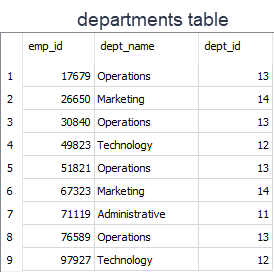 departments table
emp_id dept_name dept_id
1 17679 Operations 13
2 26650 Marketing 14
3 30840 Operations 13
4 49823 Technology 12
5 51821 Operations 13
6 67323 Marketing 14
7 71119 Administrative 11
8 76589 Operations 13
9 97927 Technology 12